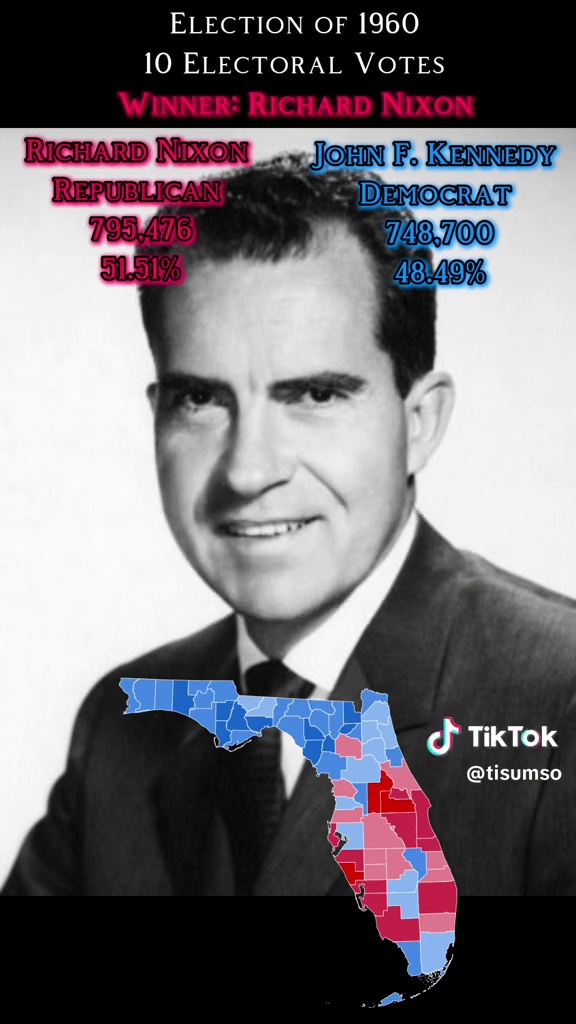 Election of 1960
10 Electoral Votes
Winner: Richard Nixon
Richard Nixon
Republican
795,476
51.51%
John F. Kennedy
Democrat
748,700
48.49%
TikTok
@tisumso